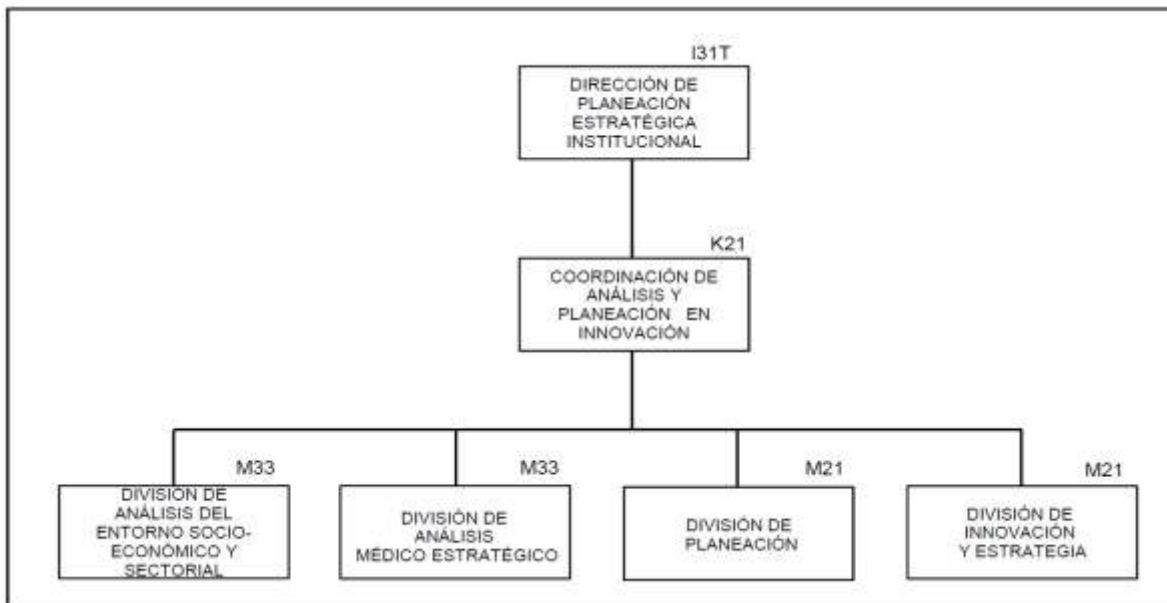 I31T
DIRECCIÓN DE
PLANEACIÓN
ESTRATÉGICA
INSTITUCIONAL
K21
COORDINACIÓN DE
ANÁLISIS Y
PLANEACIÓN EN
INNOVACIÓN
M33
DIVISIÓN DE
ANÁLISIS DEL
ENTORNO SOCIO-
ECONÓMICO Y
SECTORIAL
M33
DIVISIÓN DE
ANÁLISIS
MÉDICO ESTRATÉGICO
M21
DIVISIÓN DE
PLANEACIÓN
M21
DIVISIÓN DE
INNOVACIÓN
Y ESTRATEGIA